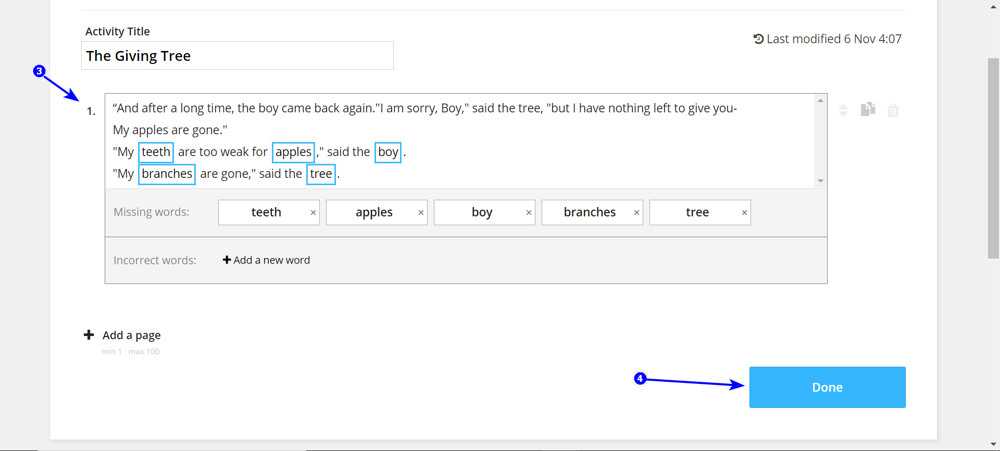 Activity Title
Last modified 6 Nov 4:07
The Giving Tree
3
1.
“And after a long time, the boy came back again."I am sorry, Boy," said the tree, "but I have nothing left to give you-
My apples are gone."
"My teeth are too weak for apples," said the boy.
"My branches are gone," said the tree.
Missing words: teeth × apples × boy × branches × tree ×
Incorrect words: Add a new word
Add a page
min 1 max 100
4
Done